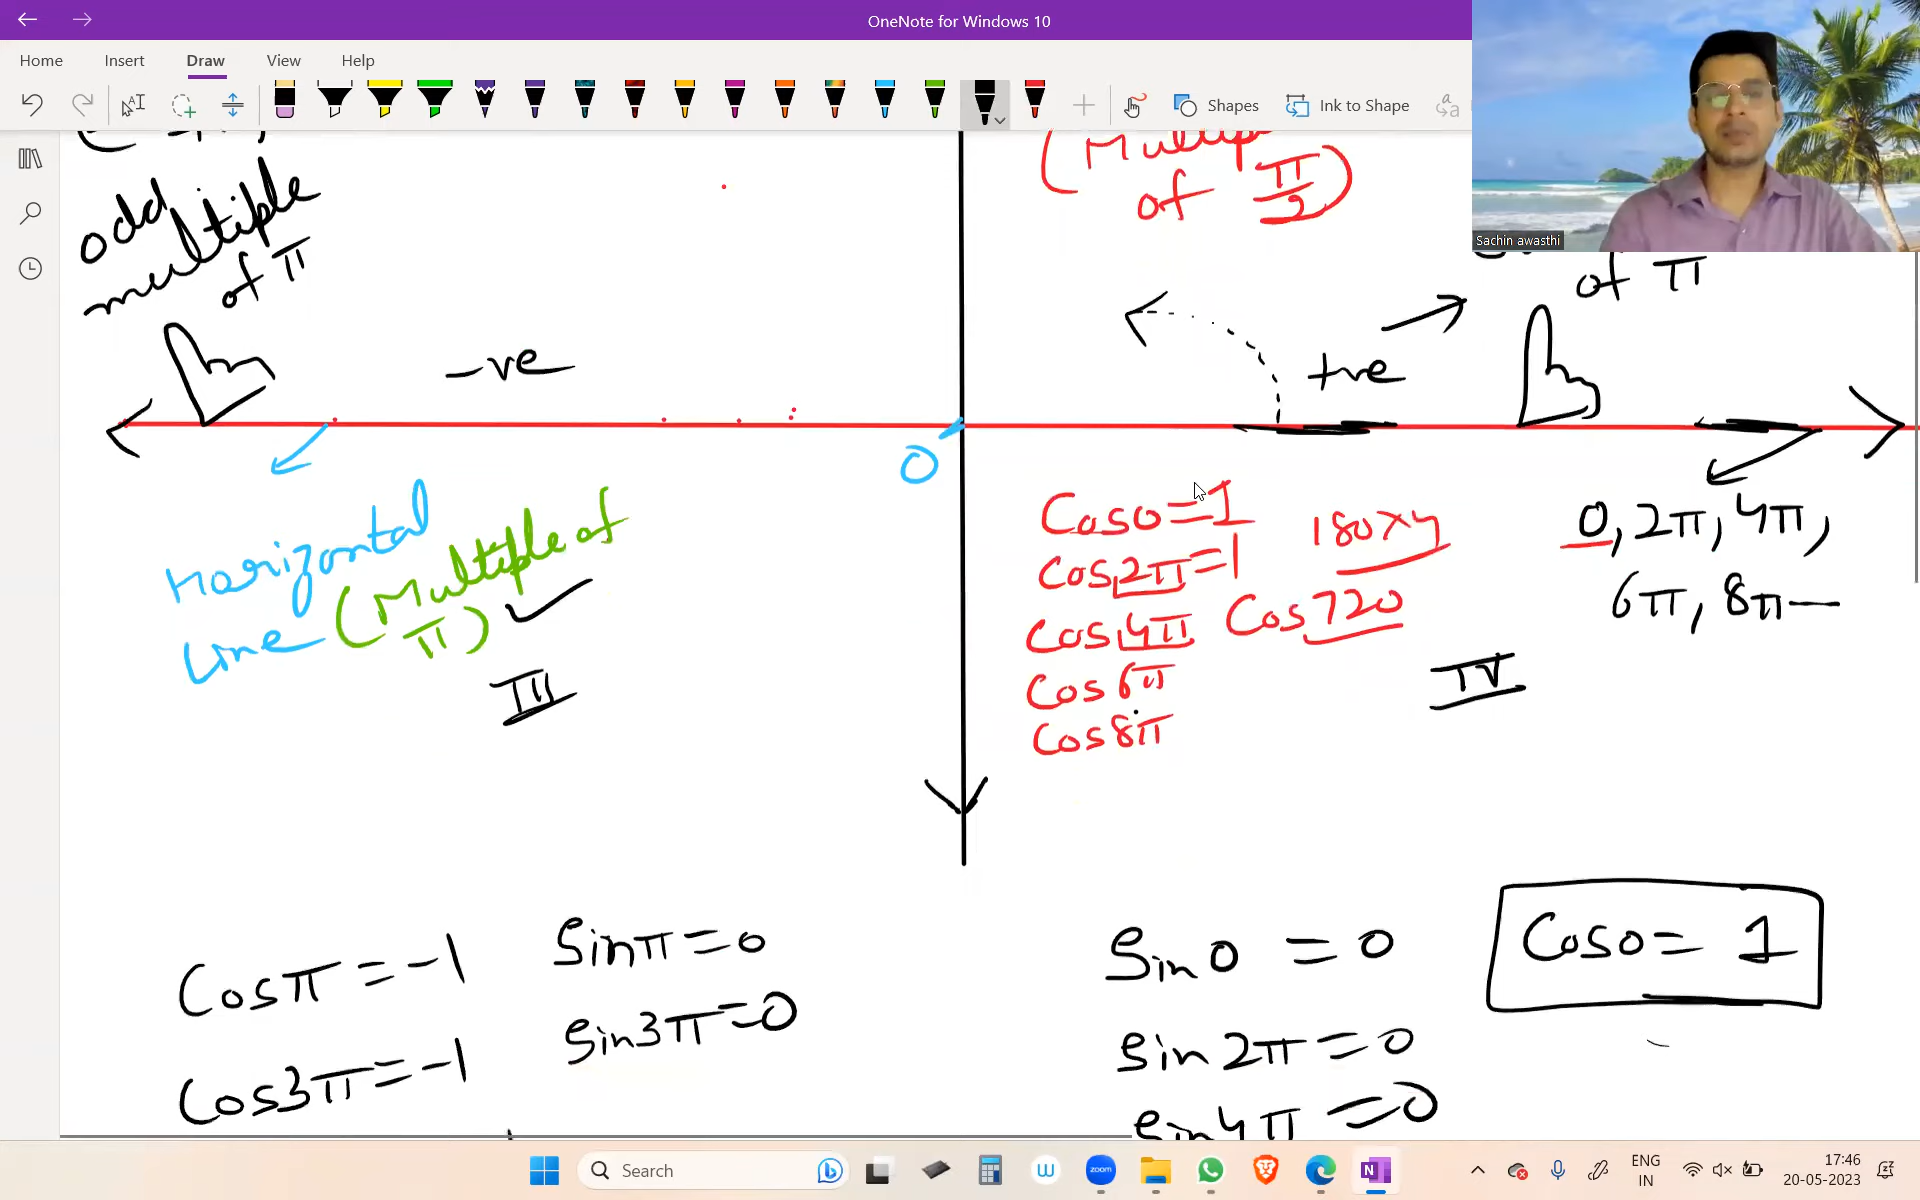 OneNote for Windows 10
Home Insert Draw View Help
Shapes Ink to Shape
odd
multiple
of π
(Multip
of π/2)
Sachin awasthi
of π
-ve
+ve
0
Horizontal
Line (Multiple of
π)
III
Cos0=1
Cos2π=1
Cos4π
Cos6π
Cos8π
180×4
Cos720
0, 2π, 4π,
6π, 8π—
IV
Cosπ=-1
Cos3π=-1
Sinπ=0
Sin3π=0
Sin0 = 0
Sin2π=0
Sin4π=0
Cos0= 1
Search
zoom
ENG
IN
17:46
20-05-2023